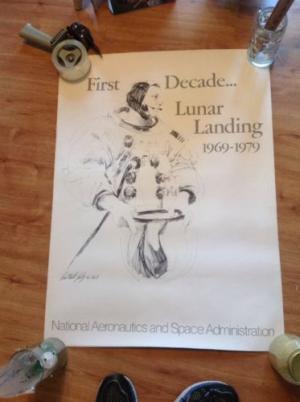 First Decade...
Lunar
Landing
1969-1979
National Aeronautics and Space Administration